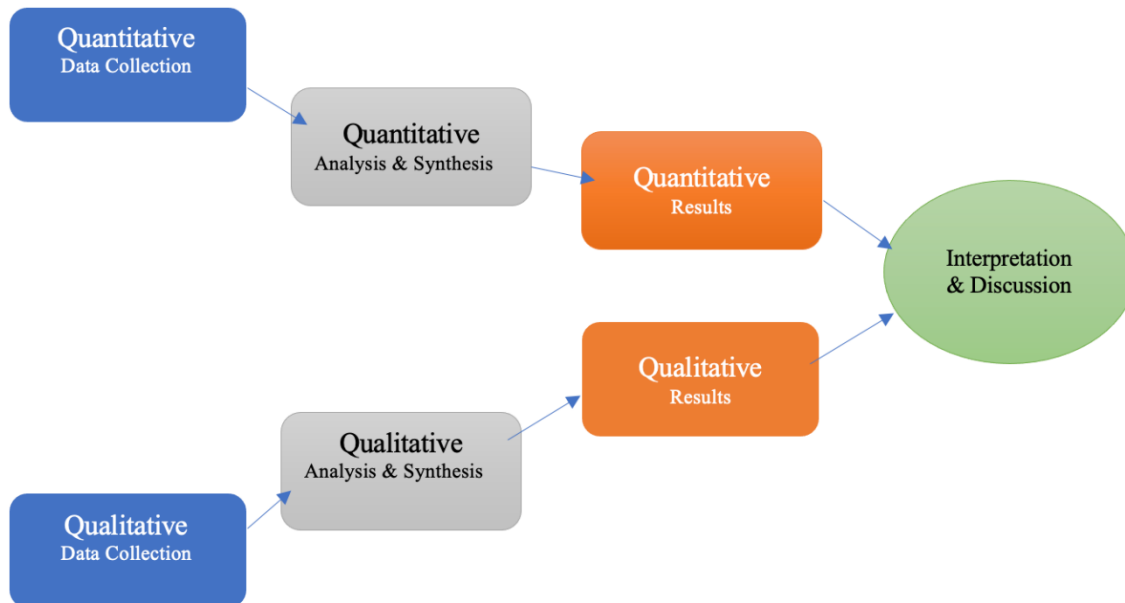 Quantitative
Data Collection
Quantitative
Analysis & Synthesis
Quantitative
Results
Interpretation
& Discussion
Qualitative
Results
Qualitative
Analysis & Synthesis
Qualitative
Data Collection